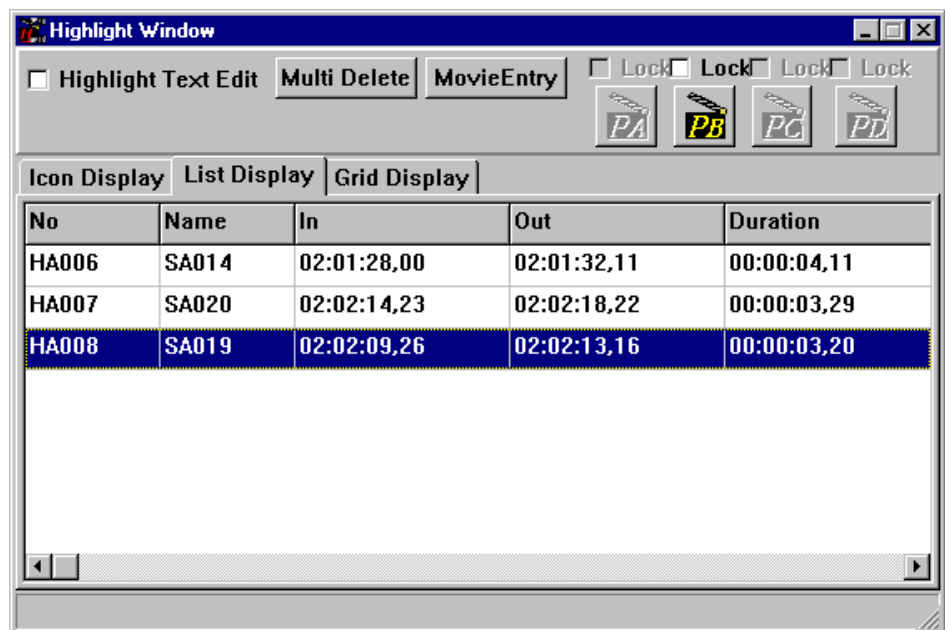 Highlight Window
Highlight Text Edit Multi Delete MovieEntry Lock Lock Lock Lock
PA PB PC PD
Icon Display List Display Grid Display
No Name In Out Duration
HA006 SA014 02:01:28,00 02:01:32,11 00:00:04,11
HA007 SA020 02:02:14,23 02:02:18,22 00:00:03,29
HA008 SA019 02:02:09,26 02:02:13,16 00:00:03,20